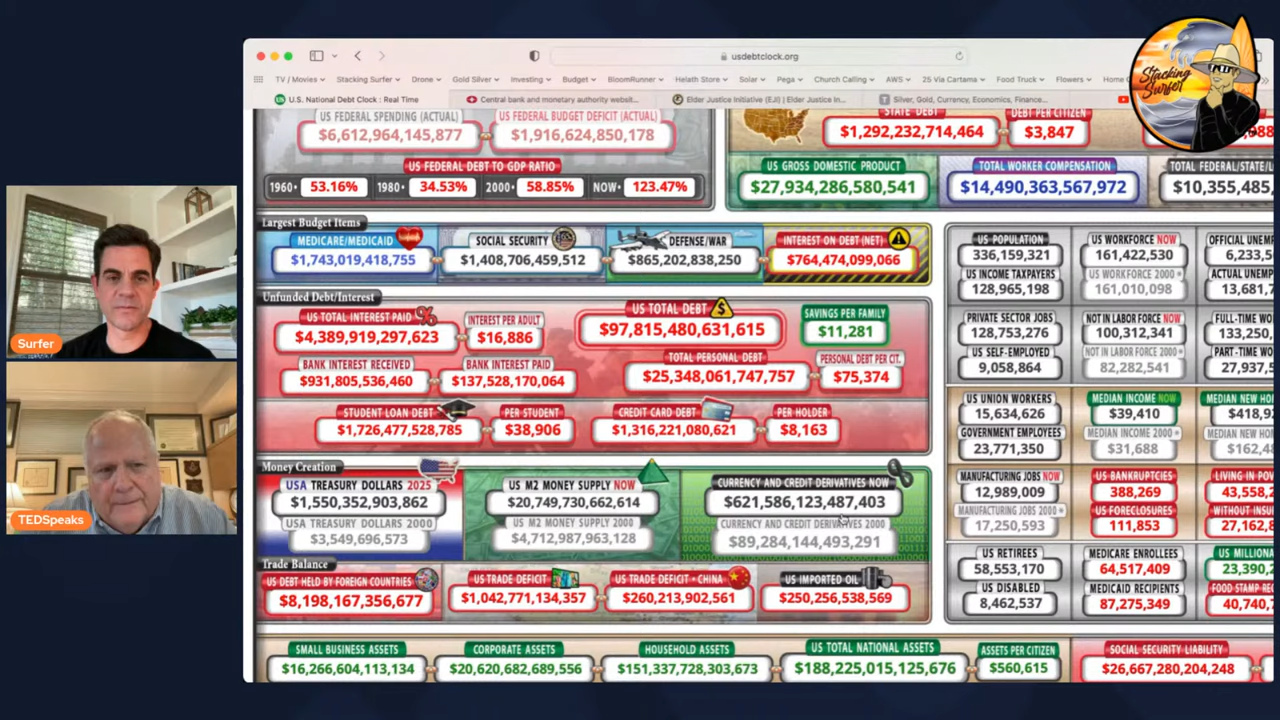 usdebtclock.org
TV / Movies
Stacking Surfer
Drone
Gold Silver
Investing
Budget
BloomRunner
Helath Store
Solar
Pega
Church Calling
AWS
25 Via Cartama
Food Truck
Flowers
Home
U.S. National Debt Clock : Real Time
Central bank and monetary authority websit...
Elder Justice Initiative (EJI) | Elder Justice In...
Silver, Gold, Currency, Economics, Finance...
Stacking Surfer
US FEDERAL SPENDING (ACTUAL)
$6,612,964,145,877
US FEDERAL BUDGET DEFICIT (ACTUAL)
$1,916,624,850,178
STATE DEBT
$1,292,232,714,464
DEBT PER CITIZEN
$3,847
US FEDERAL DEBT TO GDP RATIO
1960• 53.16% 1980• 34.53% 2000• 58.85% NOW• 123.47%
US GROSS DOMESTIC PRODUCT
$27,934,286,580,541
TOTAL WORKER COMPENSATION
$14,490,363,567,972
TOTAL FEDERAL/STATE/L
$10,355,485,
Largest Budget Items
MEDICARE/MEDICAID
$1,743,019,418,755
SOCIAL SECURITY
$1,408,706,459,512
DEFENSE/WAR
$865,202,838,250
INTEREST ON DEBT (NET)
$764,474,099,066
Unfunded Debt/Interest
US TOTAL INTEREST PAID %
$4,389,919,297,623
INTEREST PER ADULT
$16,886
US TOTAL DEBT $
$97,815,480,631,615
SAVINGS PER FAMILY
$11,281
BANK INTEREST RECEIVED
$931,805,536,460
BANK INTEREST PAID
$137,528,170,064
TOTAL PERSONAL DEBT
$25,348,061,747,757
PERSONAL DEBT PER CIT.
$75,374
STUDENT LOAN DEBT
$1,726,477,528,785
PER STUDENT
$38,906
CREDIT CARD DEBT
$1,316,221,080,621
PER HOLDER
$8,163
Money Creation
USA TREASURY DOLLARS 2025
$1,550,352,903,862
USA TREASURY DOLLARS 2000
$3,549,696,573
US M2 MONEY SUPPLY NOW
$20,749,730,662,614
US M2 MONEY SUPPLY 2000
$4,712,987,963,128
CURRENCY AND CREDIT DERIVATIVES NOW
$621,586,123,487,403
CURRENCY AND CREDIT DERIVATIVES 2000
$89,284,144,493,291
Trade Balance
US DEBT HELD BY FOREIGN COUNTRIES
$8,198,167,356,677
US TRADE DEFICIT
$1,042,771,134,357
US TRADE DEFICIT • CHINA
$260,213,902,561
US IMPORTED OIL
$250,256,538,569
US POPULATION
336,159,321
US INCOME TAXPAYERS
128,965,198
US WORKFORCE NOW
161,422,530
US WORKFORCE 2000
161,010,098
OFFICIAL UNEM
6,233,5
ACTUAL UNEMP
13,681,7
PRIVATE SECTOR JOBS
128,753,276
US SELF-EMPLOYED
9,058,864
NOT IN LABOR FORCE NOW
100,312,341
NOT IN LABOR FORCE 2000
82,282,541
FULL-TIME WO
133,250,
PART-TIME WO
27,937,5
US UNION WORKERS
15,634,626
GOVERNMENT EMPLOYEES
23,771,350
MEDIAN INCOME NOW
$39,410
MEDIAN INCOME 2000
$31,688
MEDIAN NEW HO
$418,9
MEDIAN NEW HOM
$162,4
MANUFACTURING JOBS NOW
12,989,009
MANUFACTURING JOBS 2000
17,250,593
US BANKRUPTCIES
388,269
US FORECLOSURES
111,853
LIVING IN POV
43,558,2
WITHOUT INSU
27,162,8
US RETIREES
58,553,170
US DISABLED
8,462,537
MEDICARE ENROLLEES
64,517,409
MEDICAID RECIPIENTS
87,275,349
US MILLIONA
23,390,2
FOOD STAMP REC
40,740,7
SMALL BUSINESS ASSETS
$16,266,604,113,134
CORPORATE ASSETS
$20,620,682,689,556
HOUSEHOLD ASSETS
$151,337,728,303,673
US TOTAL NATIONAL ASSETS
$188,225,015,125,676
ASSETS PER CITIZEN
$560,615
SOCIAL SECURITY LIABILITY
$26,667,280,204,248
Surfer
TEDSpeaks